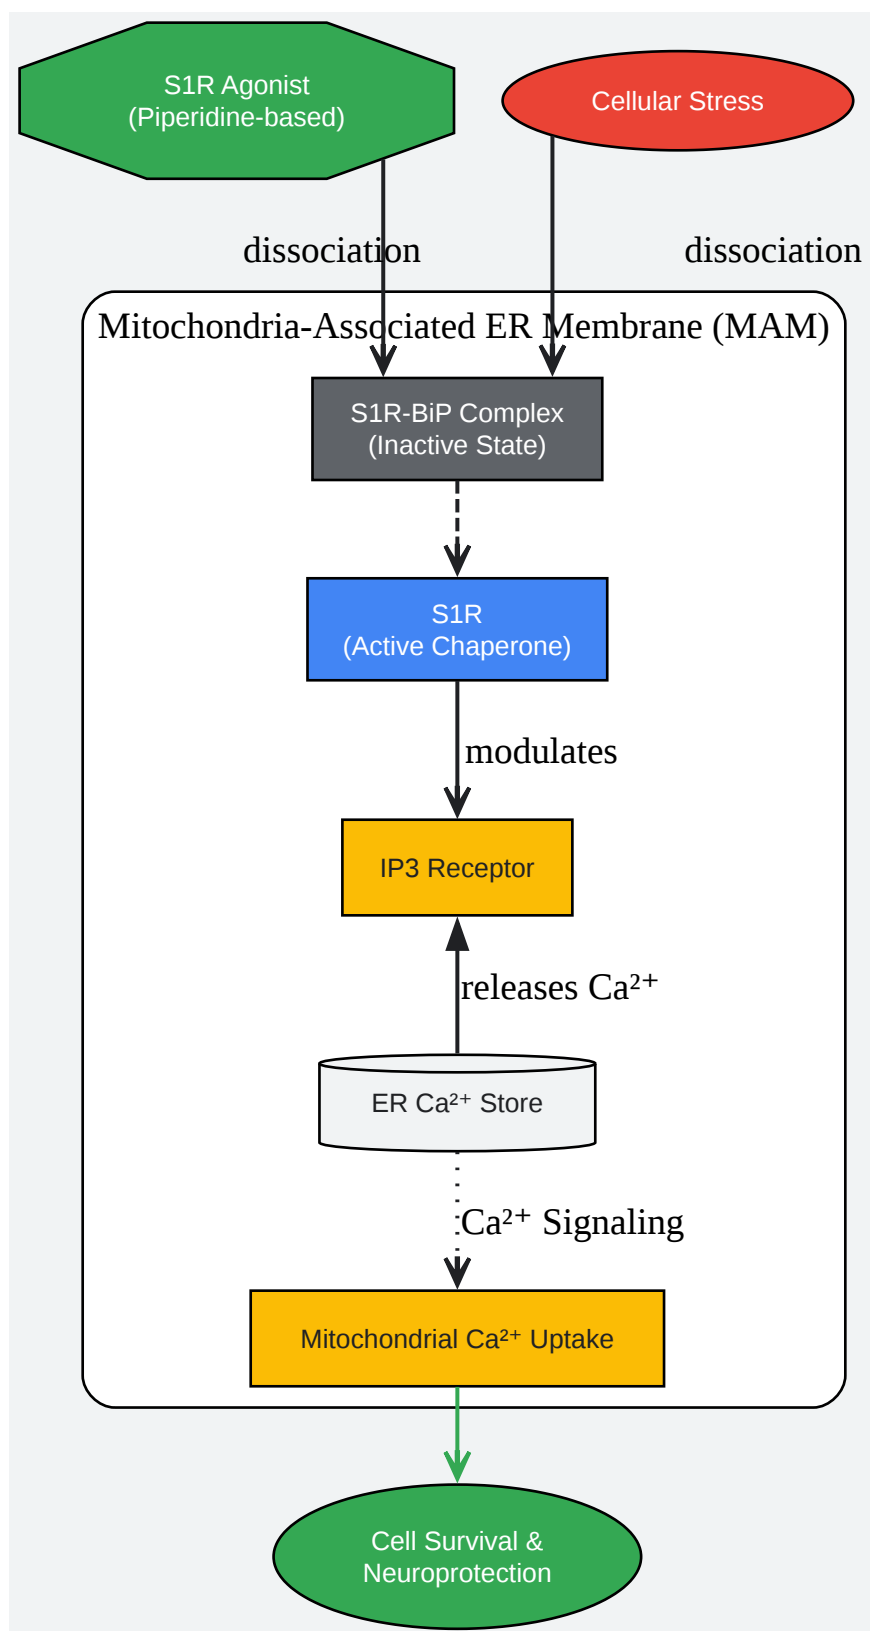 S1R Agonist
(Piperidine-based)
Cellular Stress
dissociation
dissociation
Mitochondria-Associated ER Membrane (MAM)
S1R-BiP Complex
(Inactive State)
S1R
(Active Chaperone)
modulates
IP3 Receptor
releases Ca²⁺
ER Ca²⁺ Store
Ca²⁺ Signaling
Mitochondrial Ca²⁺ Uptake
Cell Survival &
Neuroprotection